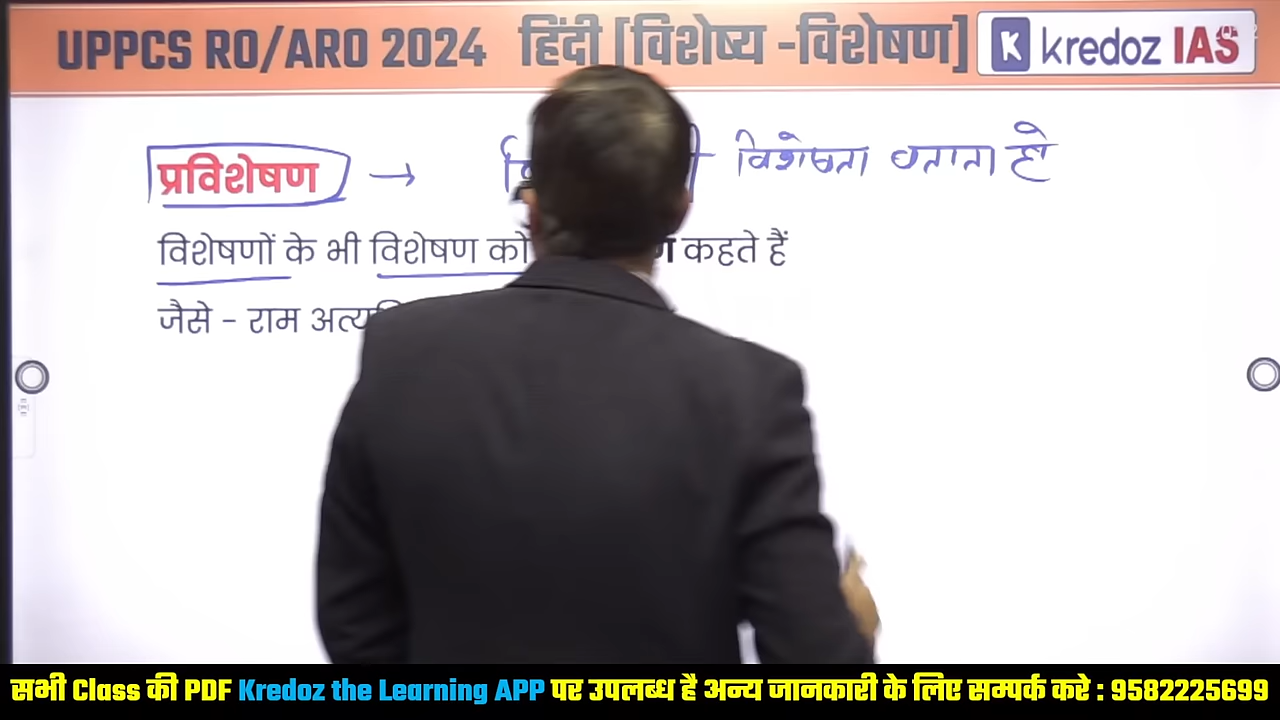 UPPCS RO/ARO 2024 हिंदी [विशेष्य -विशेषण] K kredoz IAS
प्रविशेषण → विशेषता बताता हो
विशेषणों के भी विशेषण को कहते हैं
जैसे - राम
सभी Class की PDF Kredoz the Learning APP पर उपलब्ध है अन्य जानकारी के लिए सम्पर्क करे : 9582225699